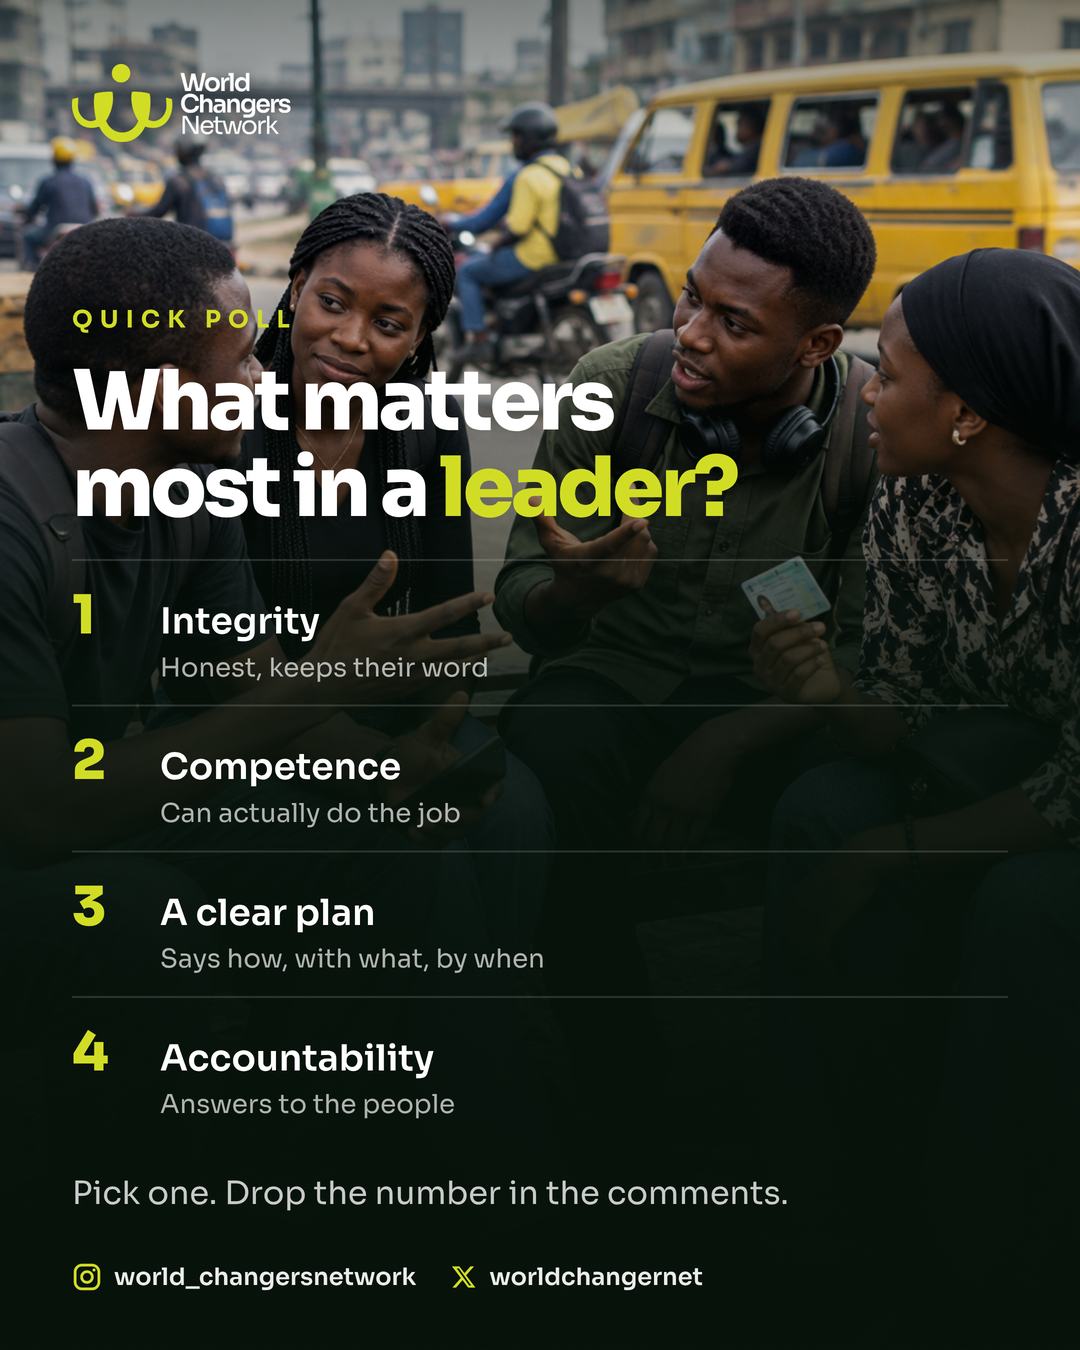 World
Changers
Network
QUICK POLL
What matters
most in a leader?
1 Integrity
Honest, keeps their word
2 Competence
Can actually do the job
3 A clear plan
Says how, with what, by when
4 Accountability
Answers to the people
Pick one. Drop the number in the comments.
world_changersnetwork worldchangernet